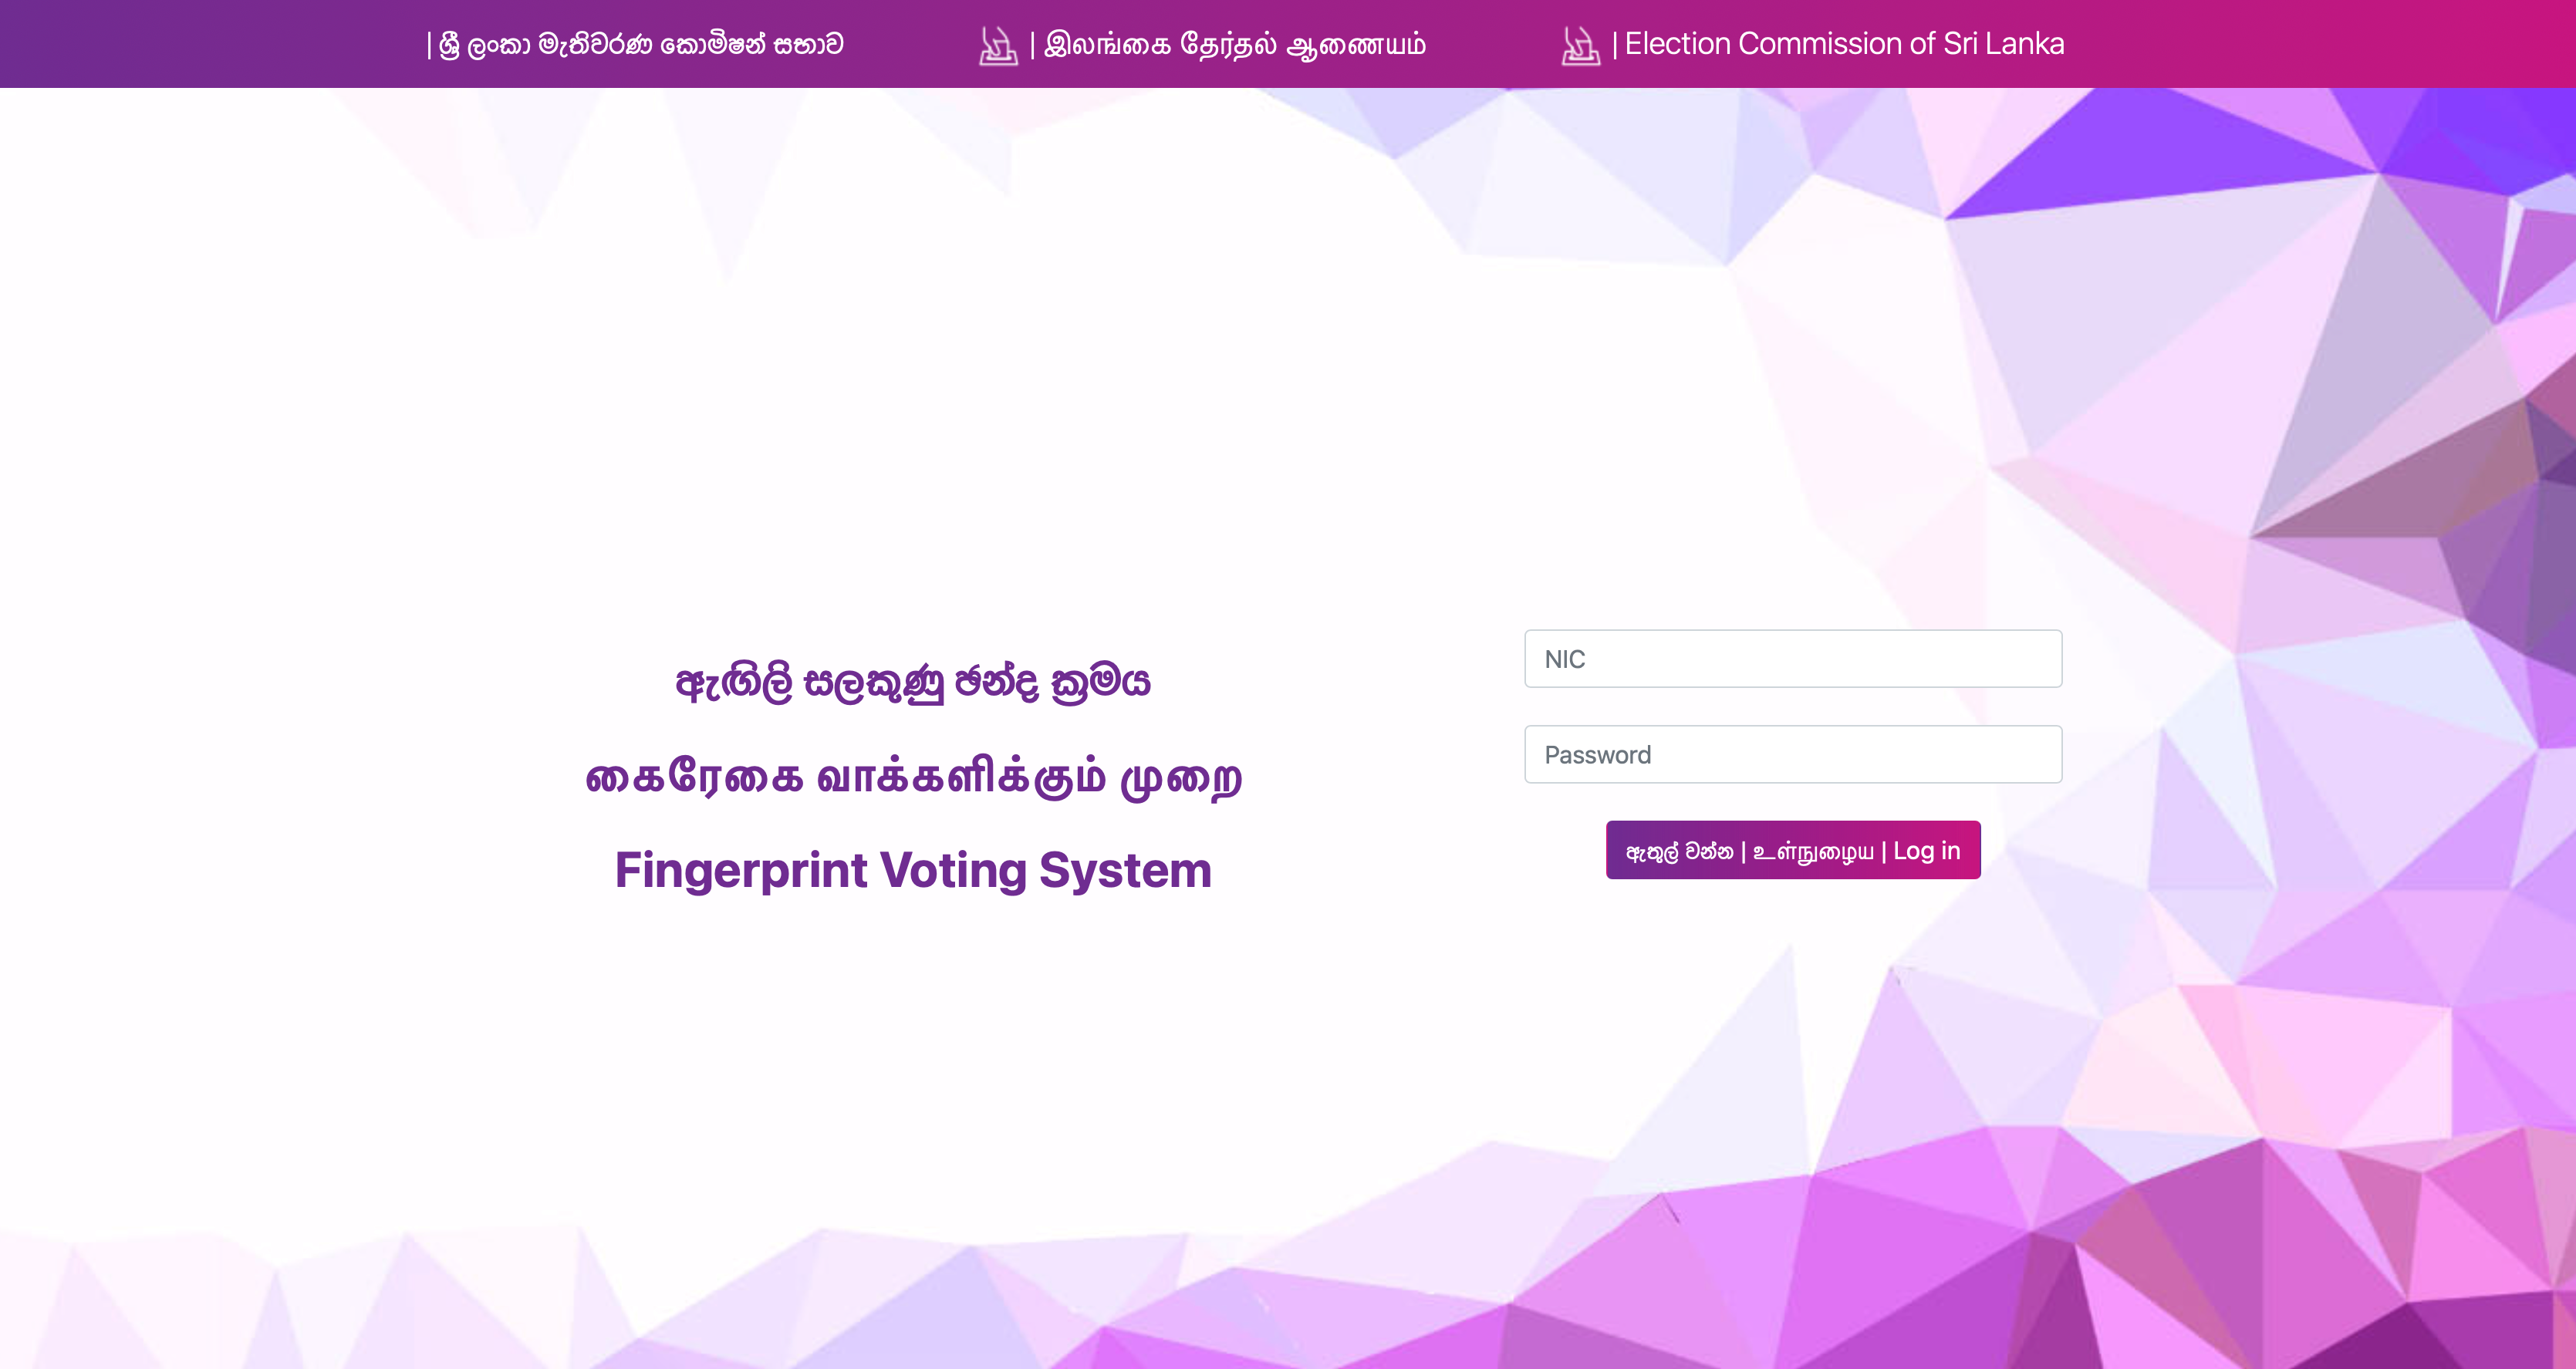 | ශ්‍රී ලංකා මැතිවරණ කොමිෂන් සභාව
| இலங்கை தேர்தல் ஆணையம்
| Election Commission of Sri Lanka
ඇඟිලි සලකුණු ඡන්ද ක්‍රමය
கைரேகை வாக்களிக்கும் முறை
Fingerprint Voting System
NIC
Password
ඇතුල් වන්න | உள்நுழைய | Log in